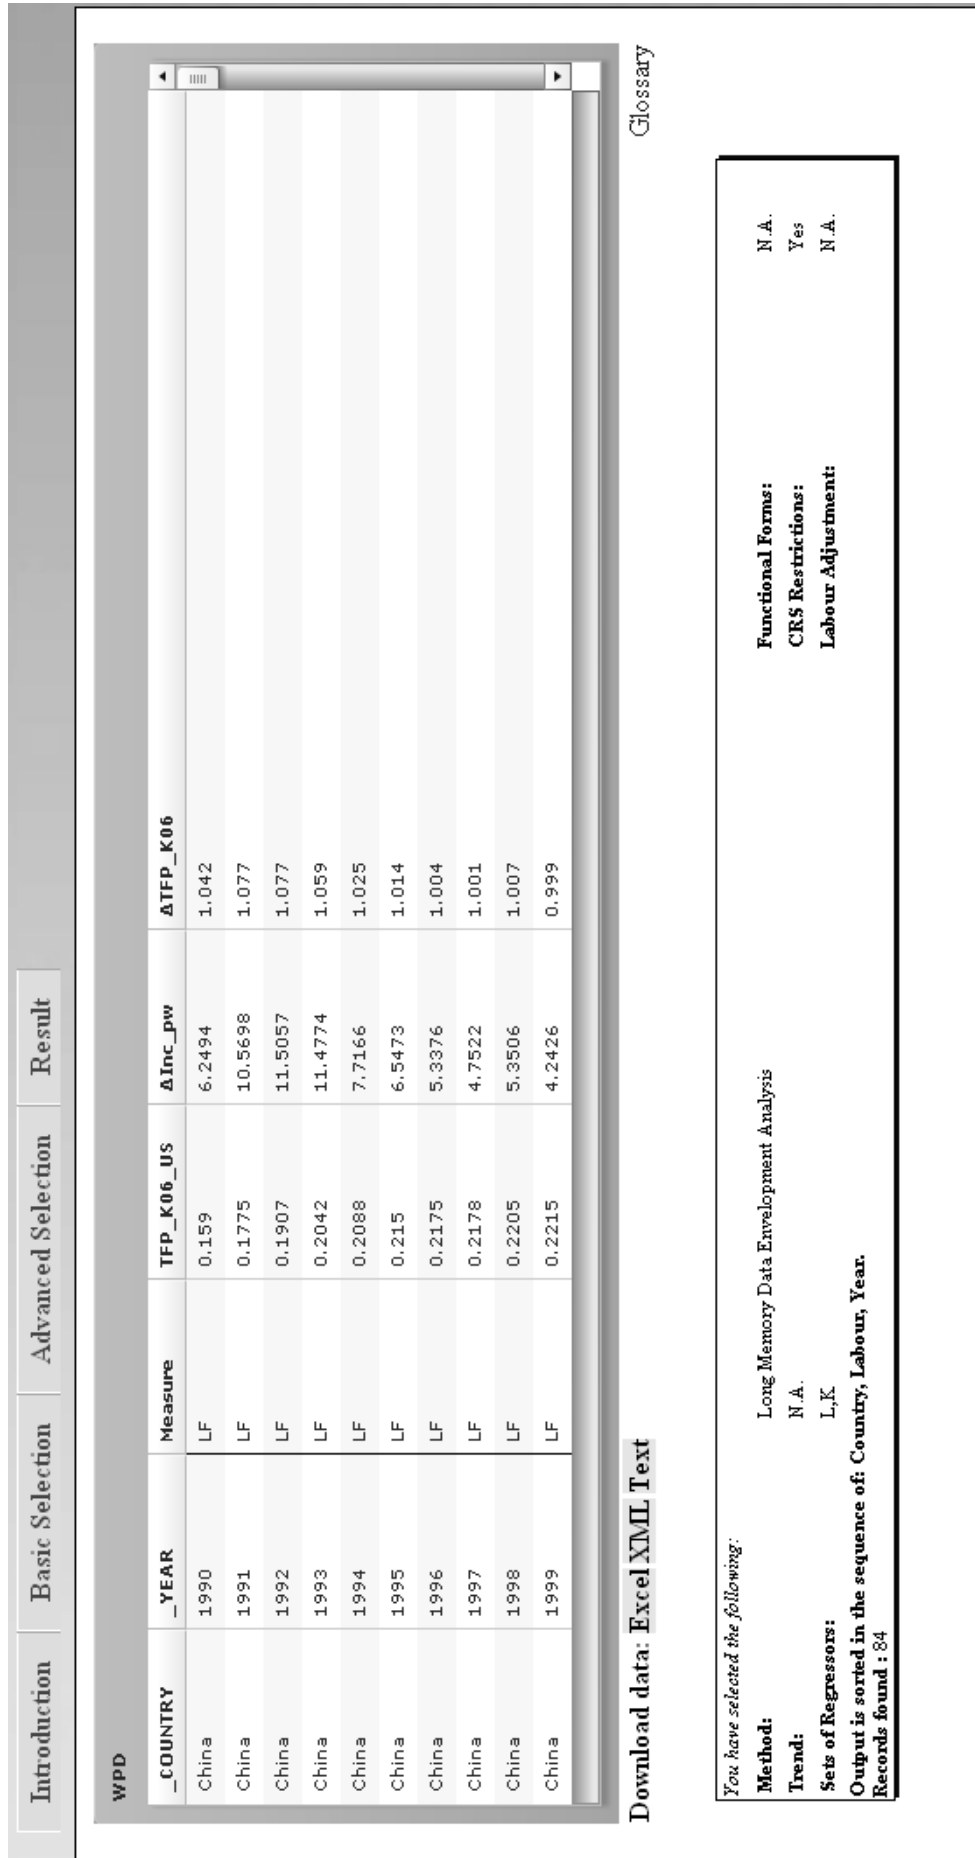 Introduction Basic Selection Advanced Selection Result
WPD
_COUNTRY _YEAR Measure TFP_K06_US ΔInc_pw ΔTFP_K06
China 1990 LF 0.159 6.2494 1.042
China 1991 LF 0.1775 10.5698 1.077
China 1992 LF 0.1907 11.5057 1.077
China 1993 LF 0.2042 11.4774 1.059
China 1994 LF 0.2088 7.7166 1.025
China 1995 LF 0.215 6.5473 1.014
China 1996 LF 0.2175 5.3376 1.004
China 1997 LF 0.2178 4.7522 1.001
China 1998 LF 0.2205 5.3506 1.007
China 1999 LF 0.2215 4.2426 0.999
Download data: Excel XML Text Glossary
You have selected the following:
Method: Long Memory Data Envelopment Analysis Functional Forms: N.A.
Trend: N.A. CRS Restrictions: Yes
Sets of Regressors: L,K Labour Adjustment: N.A.
Output is sorted in the sequence of: Country, Labour, Year.
Records found : 84